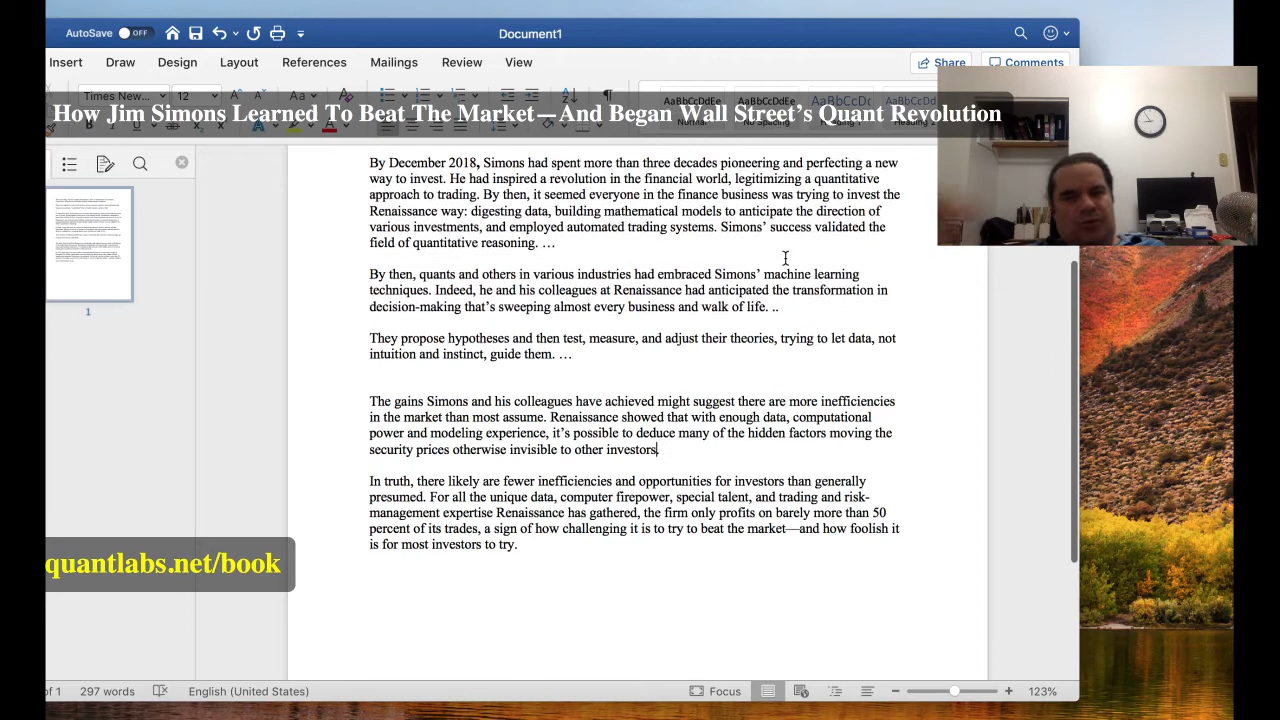 AutoSave OFF
Document1
Insert Draw Design Layout References Mailings Review View
Share Comments
Times New... 12 Aa
AaBbCcDdEe AaBbCcDdEe AaBbCcDc AaBbCcDdE
How Jim Simons Learned To Beat The Market—And Began Wall Street’s Quant Revolution
Normal
Heading 2
By December 2018, Simons had spent more than three decades pioneering and perfecting a new
way to invest. He had inspired a revolution in the financial world, legitimizing a quantitative
approach to trading. By then, it seemed everyone in the finance business was trying to invest the
Renaissance way: digesting data, building mathematical models to anticipate the direction of
various investments, and employed automated trading systems. Simons’ success validated the
field of quantitative reasoning. …
By then, quants and others in various industries had embraced Simons’ machine learning
techniques. Indeed, he and his colleagues at Renaissance had anticipated the transformation in
decision-making that’s sweeping almost every business and walk of life. ..
They propose hypotheses and then test, measure, and adjust their theories, trying to let data, not
intuition and instinct, guide them. …
The gains Simons and his colleagues have achieved might suggest there are more inefficiencies
in the market than most assume. Renaissance showed that with enough data, computational
power and modeling experience, it’s possible to deduce many of the hidden factors moving the
security prices otherwise invisible to other investors.
In truth, there likely are fewer inefficiencies and opportunities for investors than generally
presumed. For all the unique data, computer firepower, special talent, and trading and risk-
management expertise Renaissance has gathered, the firm only profits on barely more than 50
percent of its trades, a sign of how challenging it is to try to beat the market—and how foolish it
is for most investors to try.
1
quantlabs.net/book
of 1 297 words English (United States) Focus 123%